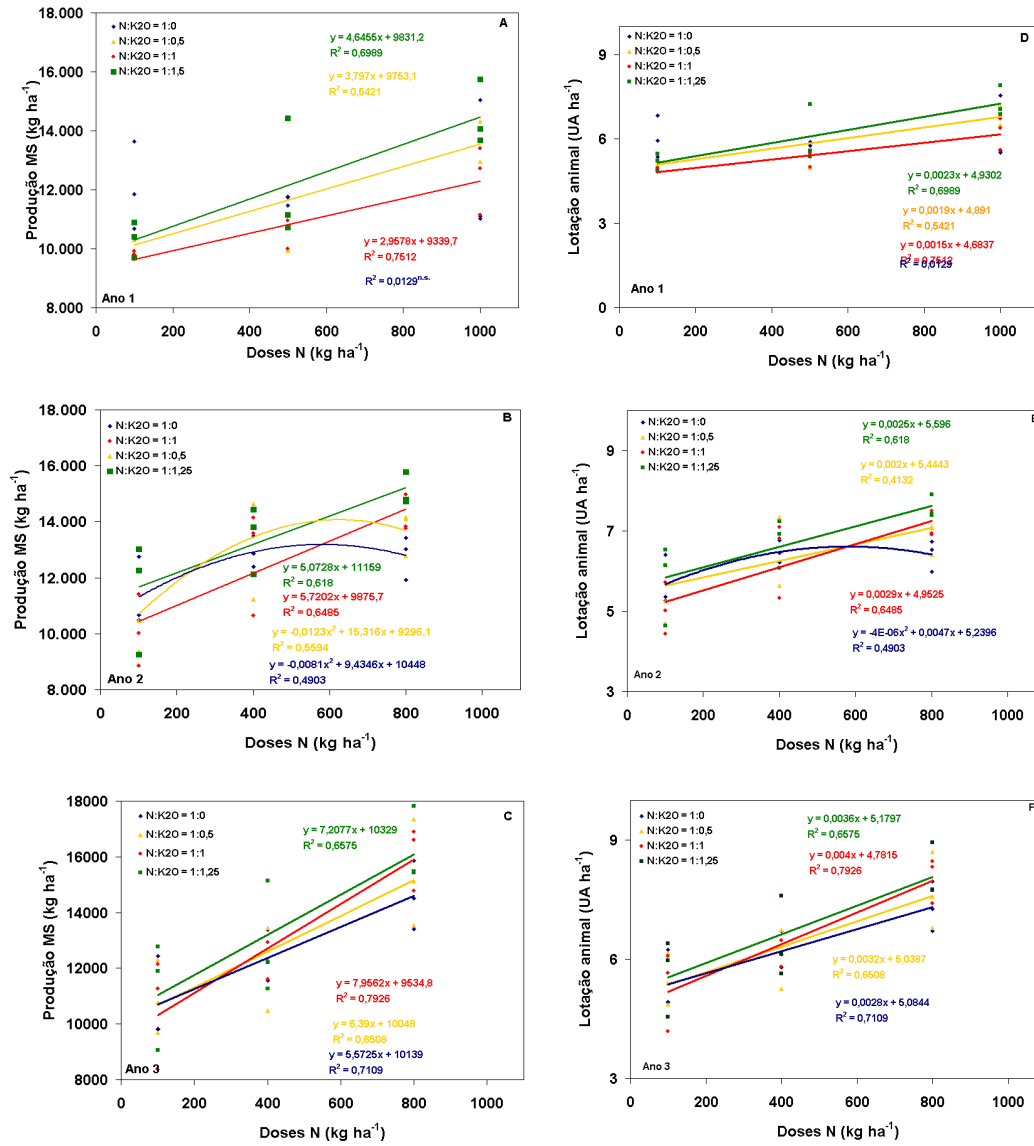 A
18.000
16.000
14.000
12.000
10.000
8.000
Produção MS (kg ha⁻¹)
N:K2O = 1:0
N:K2O = 1:0,5
N:K2O = 1:1
N:K2O = 1:1,5
y = 4,6455x + 9831,2
R² = 0,6989
y = 3,797x + 9753,1
R² = 0,5421
y = 2,9578x + 9339,7
R² = 0,7512
R² = 0,0129ⁿ·ˢ·
Ano 1
0 200 400 600 800 1000
Doses N (kg ha⁻¹)
D
9
6
3
0
Lotação animal (UA ha⁻¹)
N:K2O = 1:0
N:K2O = 1:0,5
N:K2O = 1:1
N:K2O = 1:1,25
y = 0,0023x + 4,9302
R² = 0,6989
y = 0,0019x + 4,891
R² = 0,5421
y = 0,0015x + 4,6837
R² = 0,7512
R² = 0,0129
Ano 1
0 200 400 600 800 1000
Doses N (kg ha⁻¹)
B
18.000
16.000
14.000
12.000
10.000
8.000
Produção MS (kg ha⁻¹)
N:K2O = 1:0
N:K2O = 1:1
N:K2O = 1:0,5
N:K2O = 1:1,25
y = 5,0728x + 11159
R² = 0,618
y = 5,7202x + 9875,7
R² = 0,6485
y = -0,0123x² + 15,316x + 9296,1
R² = 0,5594
y = -0,0081x² + 9,4346x + 10448
R² = 0,4903
Ano 2
0 200 400 600 800 1000
Doses N (kg ha⁻¹)
E
9
7
5
3
Lotação animal (UA ha⁻¹)
N:K2O = 1:0
N:K2O = 1:0,5
N:K2O = 1:1
N:K2O = 1:1,25
y = 0,0025x + 5,596
R² = 0,618
y = 0,002x + 5,4443
R² = 0,4132
y = 0,0029x + 4,9525
R² = 0,6485
y = -4E-06x² + 0,0047x + 5,2396
R² = 0,4903
Ano 2
0 200 400 600 800 1000
Doses N (kg ha⁻¹)
C
18000
16000
14000
12000
10000
8000
Produção MS (kg ha⁻¹)
N:K2O = 1:0
N:K2O = 1:0,5
N:K2O = 1:1
N:K2O = 1:1,25
y = 7,2077x + 10329
R² = 0,6575
y = 7,9562x + 9534,8
R² = 0,7926
y = 6,39x + 10048
R² = 0,6508
y = 5,5725x + 10139
R² = 0,7109
Ano 3
0 200 400 600 800 1000
Doses N (kg ha⁻¹)
F
9
6
3
Lotação animal (UA ha⁻¹)
N:K2O = 1:0
N:K2O = 1:0,5
N:K2O = 1:1
N:K2O = 1:1,25
y = 0,0036x + 5,1797
R² = 0,6575
y = 0,004x + 4,7815
R² = 0,7926
y = 0,0032x + 5,0387
R² = 0,6508
y = 0,0028x + 5,0844
R² = 0,7109
Ano 3
0 200 400 600 800 1000
Doses N (kg ha⁻¹)